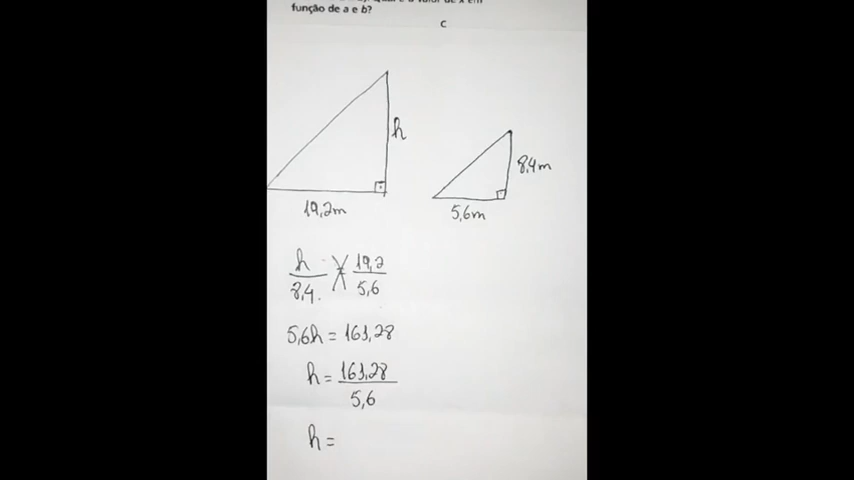 função de a e b?
C
h
8,4m
19,2m
5,6m
h/8,4 = 19,2/5,6
5,6h = 161,28
h = 161,28/5,6
h =